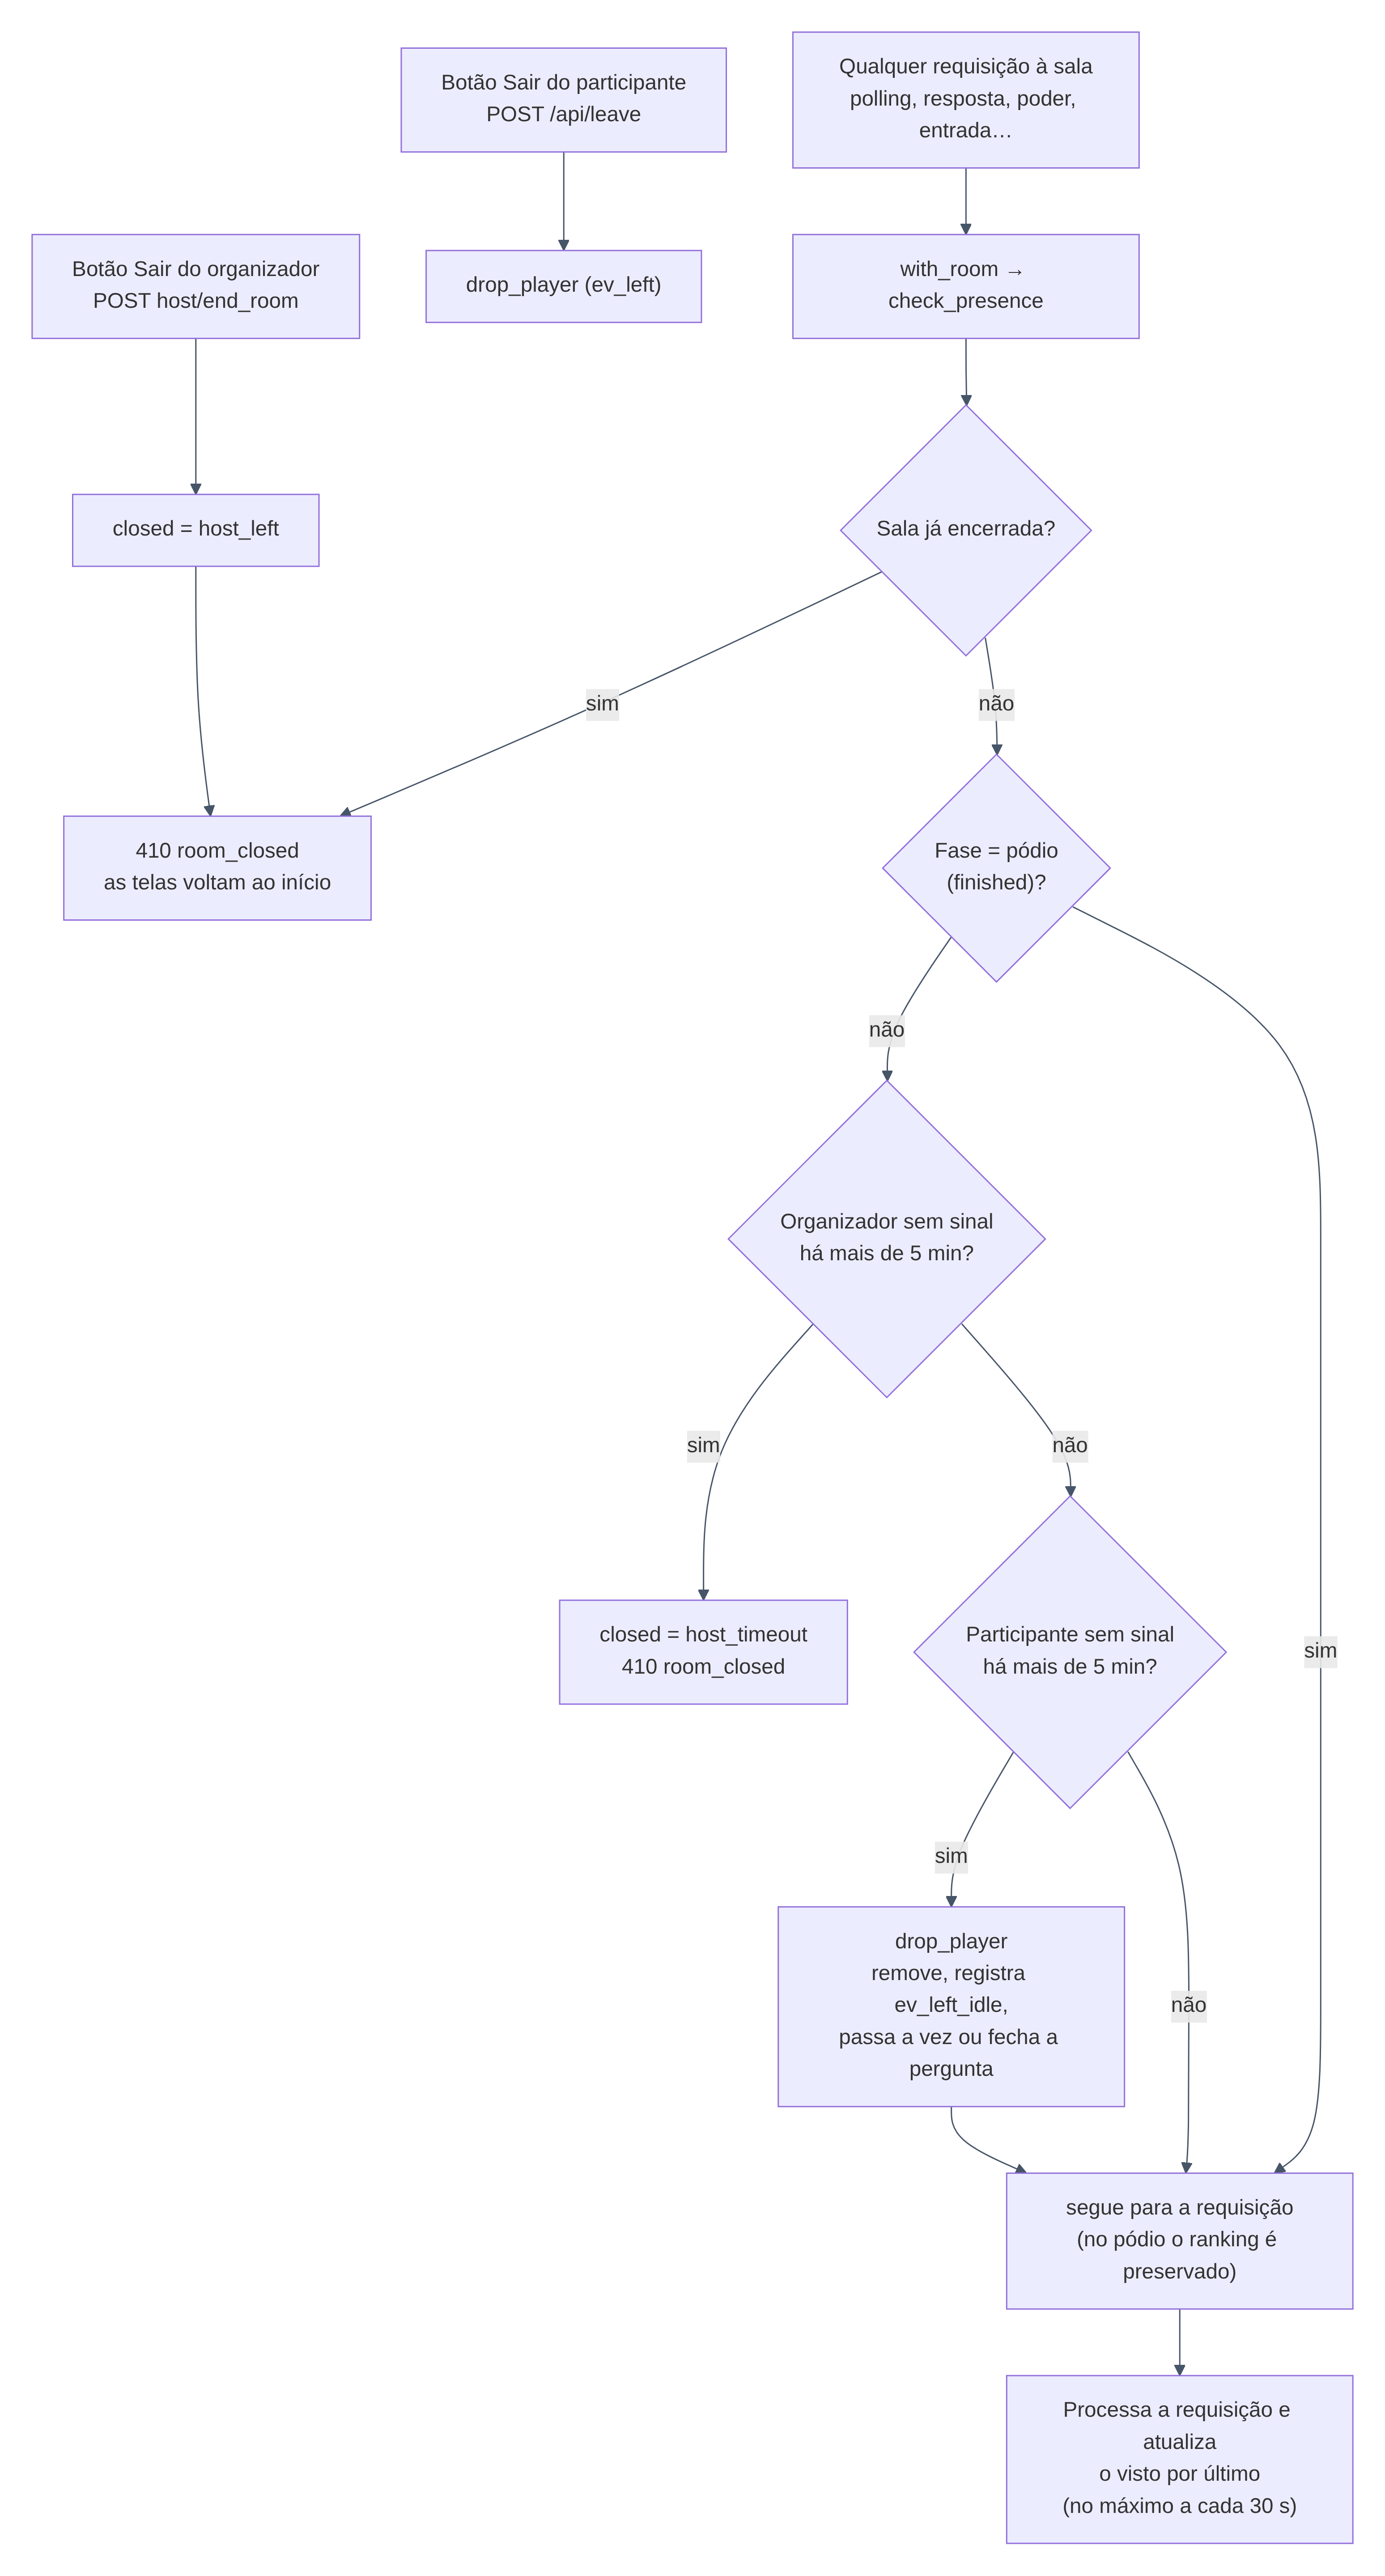 Qualquer requisição à sala
polling, resposta, poder,
entrada…
Botão Sair do participante
POST /api/leave
Botão Sair do organizador
POST host/end_room
drop_player (ev_left)
with_room →
check_presence
closed = host_left
Sala já encerrada?
sim
não
410 room_closed
as telas voltam ao início
Fase = pódio
(finished)?
não
Organizador sem sinal
há mais de 5 min?
sim
não
closed = host_timeout
410 room_closed
Participante sem sinal
há mais de 5 min?
sim
sim
não
drop_player
remove, registra
ev_left_idle,
passa a vez ou fecha a
pergunta
segue para a requisição
(no pódio o ranking é
preservado)
Processa a requisição e
atualiza
o visto por último
(no máximo a cada 30 s)